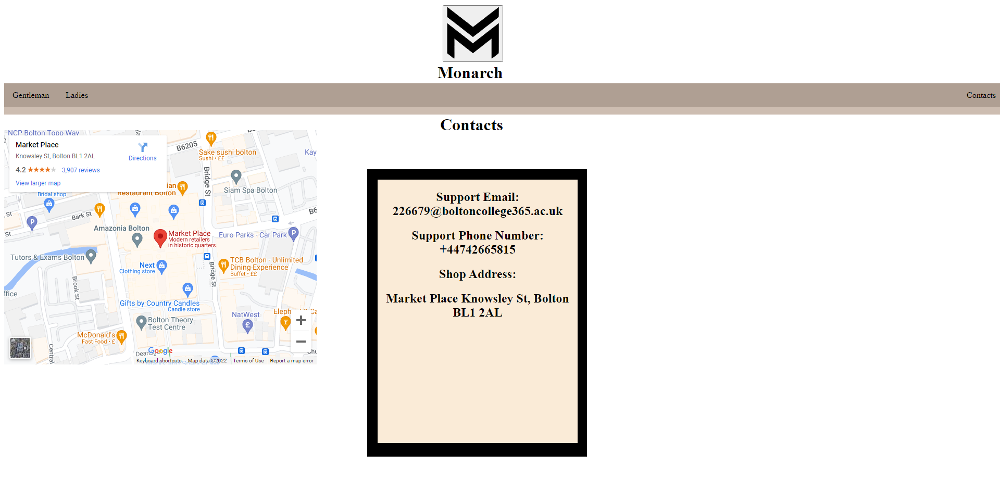 Monarch
Gentleman
Ladies
Contacts
Contacts
NCP Bolton Topp Way
Market Place
Knowsley St, Bolton BL1 2AL
4.2
3,907 reviews
View larger map
Directions
B6205
Sake sushi bolton
Sushi • ££
Kay
Bridge St
Siam Spa Bolton
Restaurant Bolton
Bridal shop
St
Bark St
P
B6
Amazonia Bolton
Market Place
Modern retailers
in historic quarters
Euro Parks - Car Park
P
St
Tutors & Exams Bolton
Next
Clothing store
TCB Bolton - Unlimited
Dining Experience
Buffet • ££
Bridge St
Brook St
ffice
Gifts by Country Candles
Candle store
NatWest
£
Bolton Theory
Test Centre
McDonald's
Fast Food • £
Central
+
−
Google
Keyboard shortcuts
Map data ©2022
Terms of Use
Report a map error
Support Email:
226679@boltoncollege365.ac.uk
Support Phone Number:
+44742665815
Shop Address:
Market Place Knowsley St, Bolton
BL1 2AL